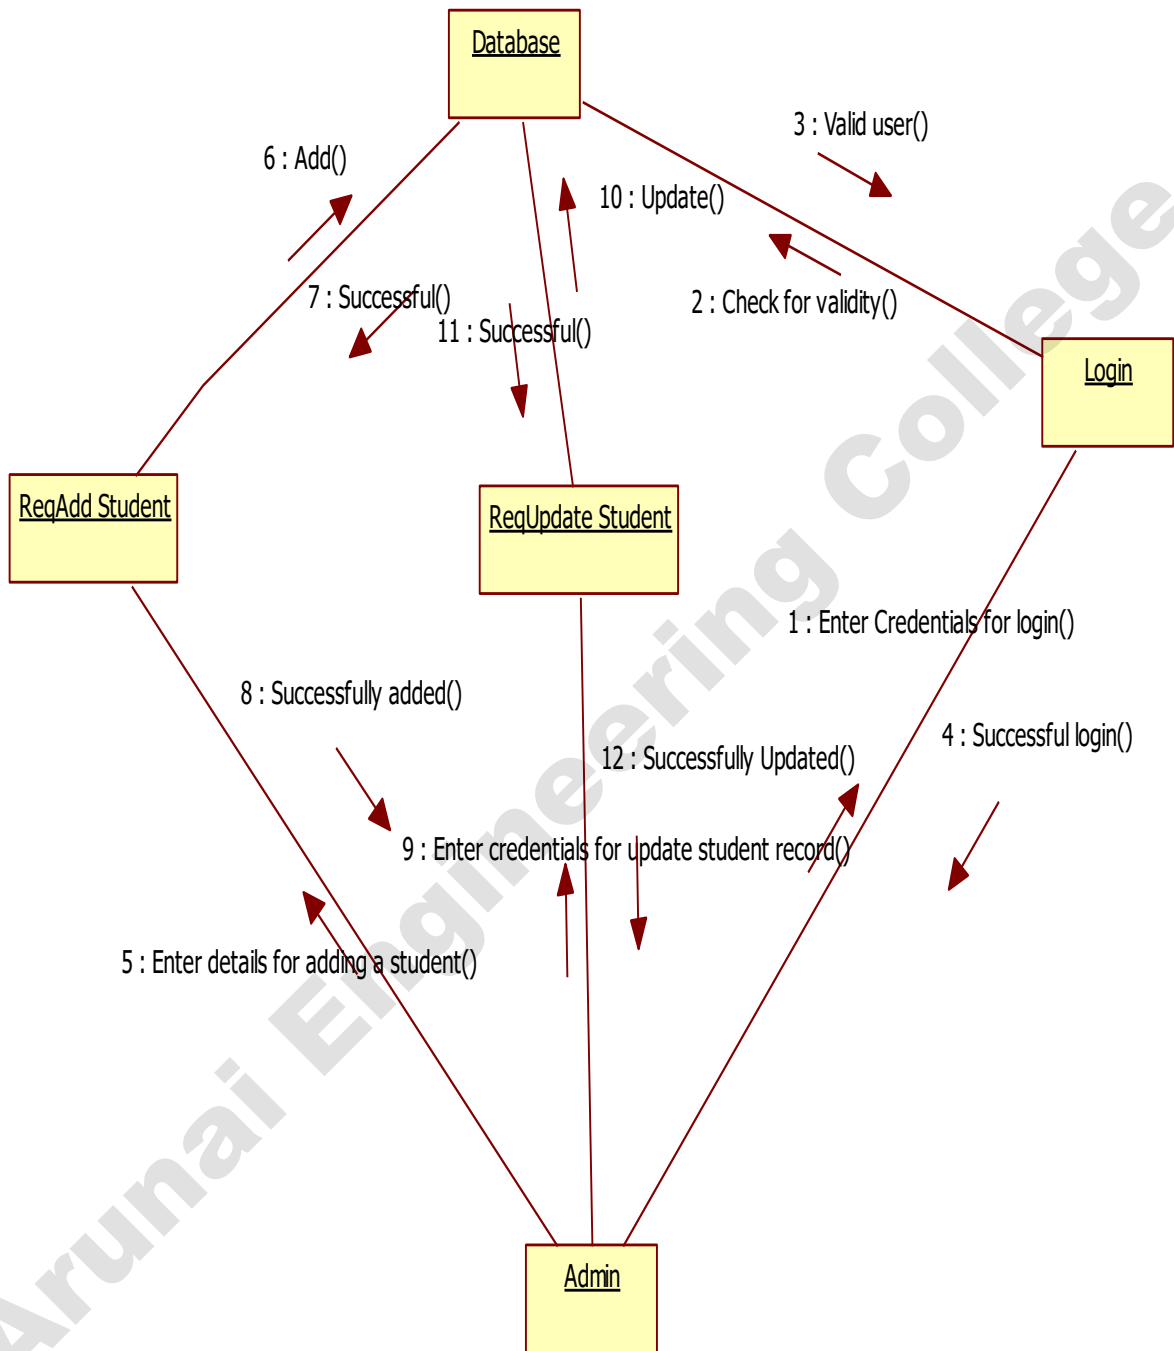 Database
3 : Valid user()
6 : Add()
10 : Update()
7 : Successful()
2 : Check for validity()
11 : Successful()
Login
ReqAdd Student
ReqUpdate Student
1 : Enter Credentials for login()
8 : Successfully added()
4 : Successful login()
12 : Successfully Updated()
9 : Enter credentials for update student record()
5 : Enter details for adding a student()
Admin
Arunai Engineering College